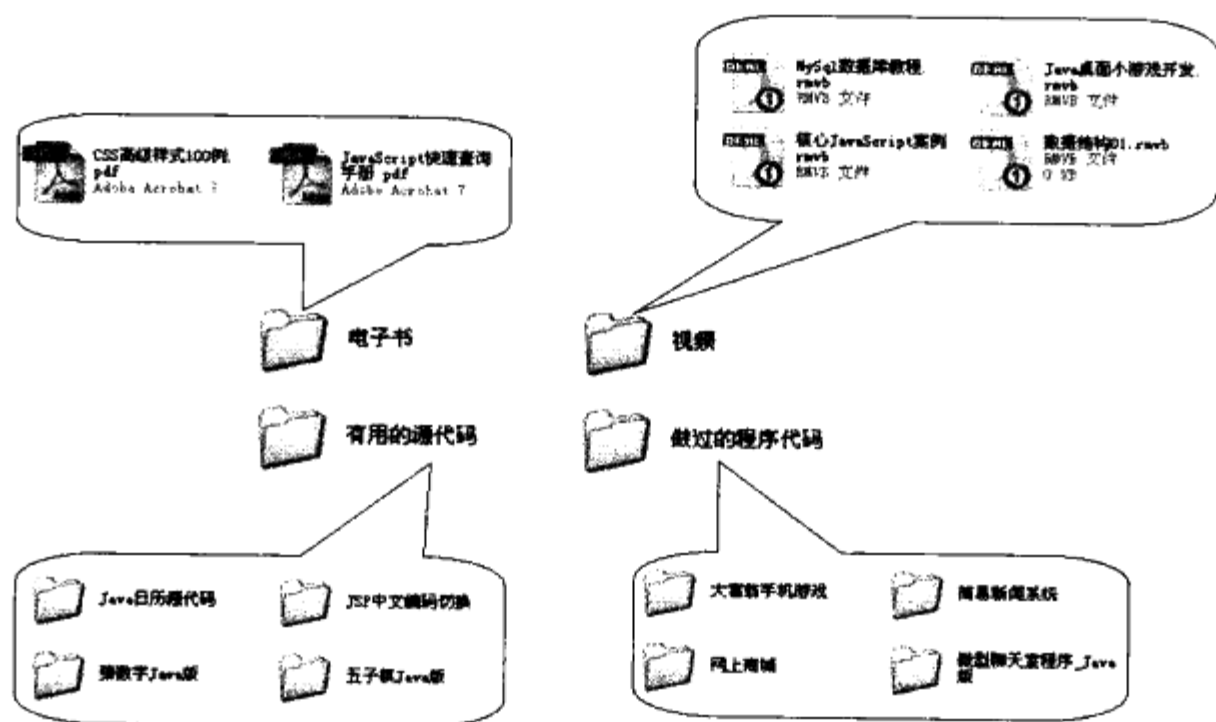 MySql数据库教程.
rmvb
RMVB 文件
Java桌面小游戏开发.
rmvb
RMVB 文件
核心JavaScript案例
rmvb
RMVB 文件
数据结构01.rmvb
RMVB 文件
0 KB
CSS高级样式100例.
pdf
Adobe Acrobat 7
JavaScript快速查询
手册.pdf
Adobe Acrobat 7
电子书
视频
有用的源代码
做过的程序代码
Java日历源代码
JSP中文编码切换
猜数字Java版
五子棋Java版
大富翁手机游戏
简易新闻系统
网上商城
微型聊天室程序_Java
版